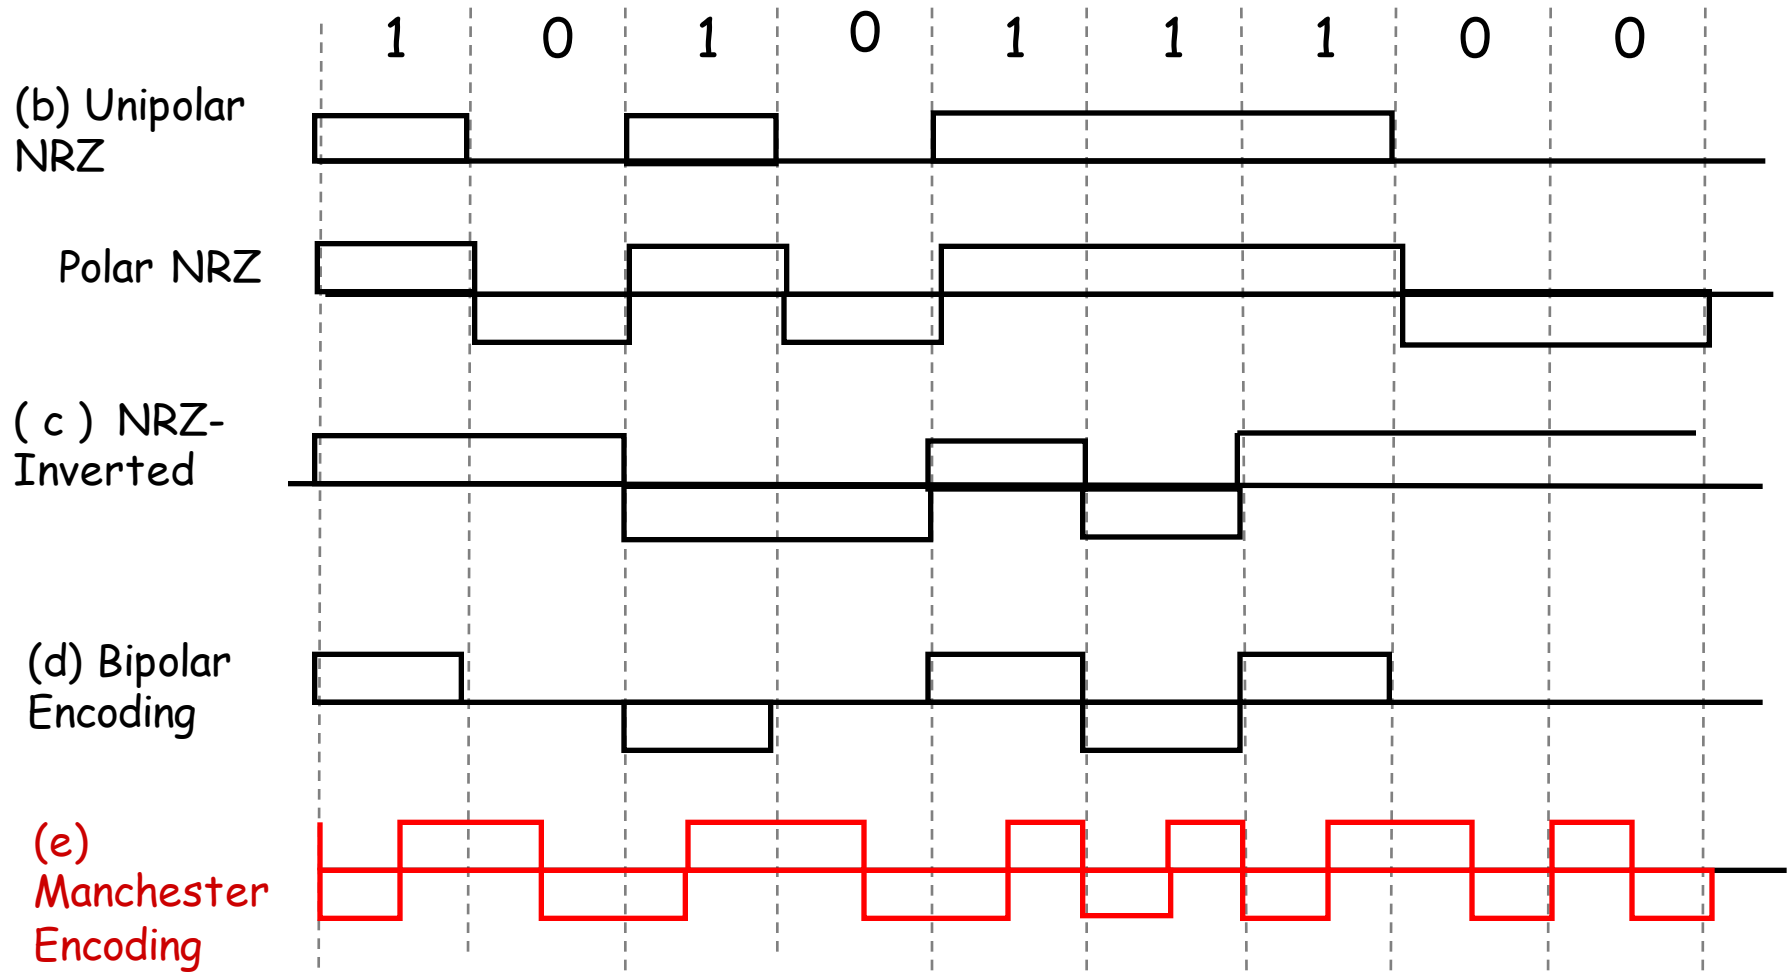 1 0 1 0 1 1 1 0 0
(b) Unipolar
NRZ
Polar NRZ
( c ) NRZ-
Inverted
(d) Bipolar
Encoding
(e)
Manchester
Encoding